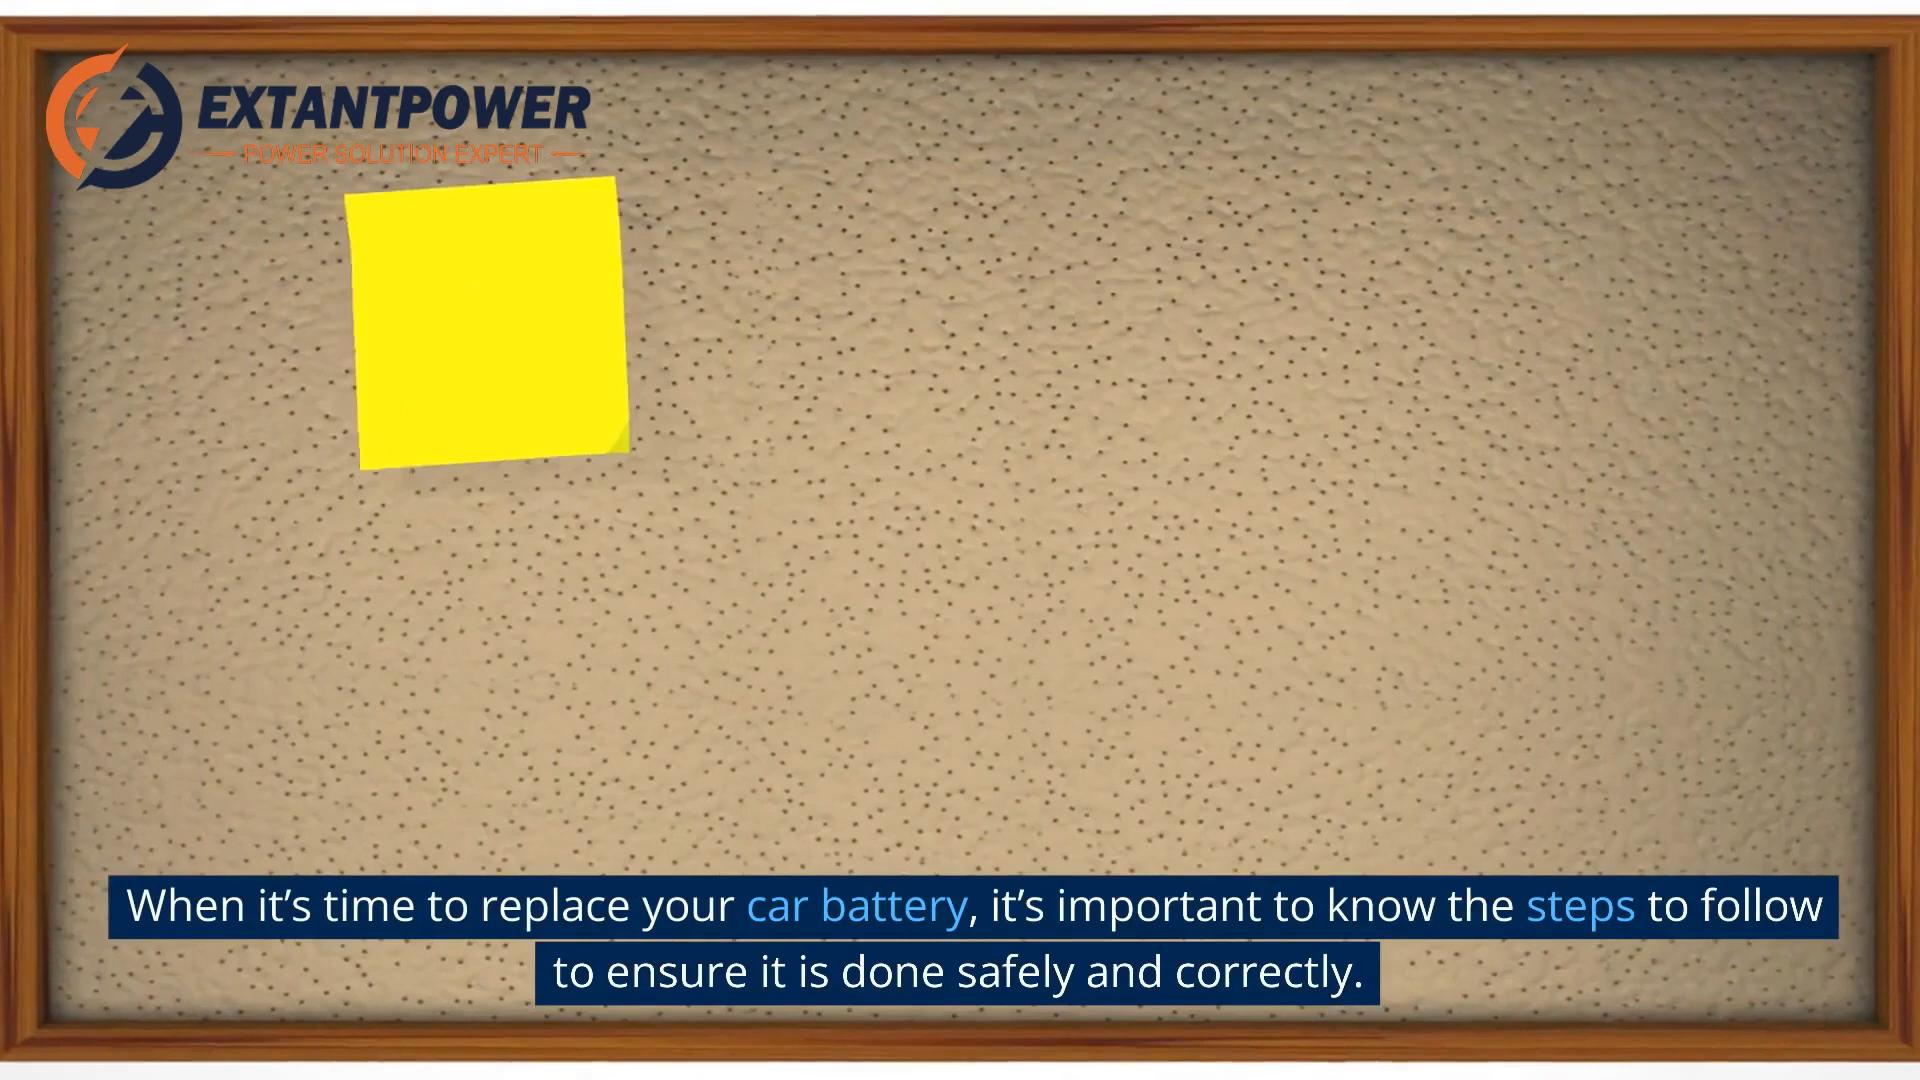 EXTANTPOWER
POWER SOLUTION EXPERT
When it’s time to replace your car battery, it’s important to know the steps to follow
to ensure it is done safely and correctly.